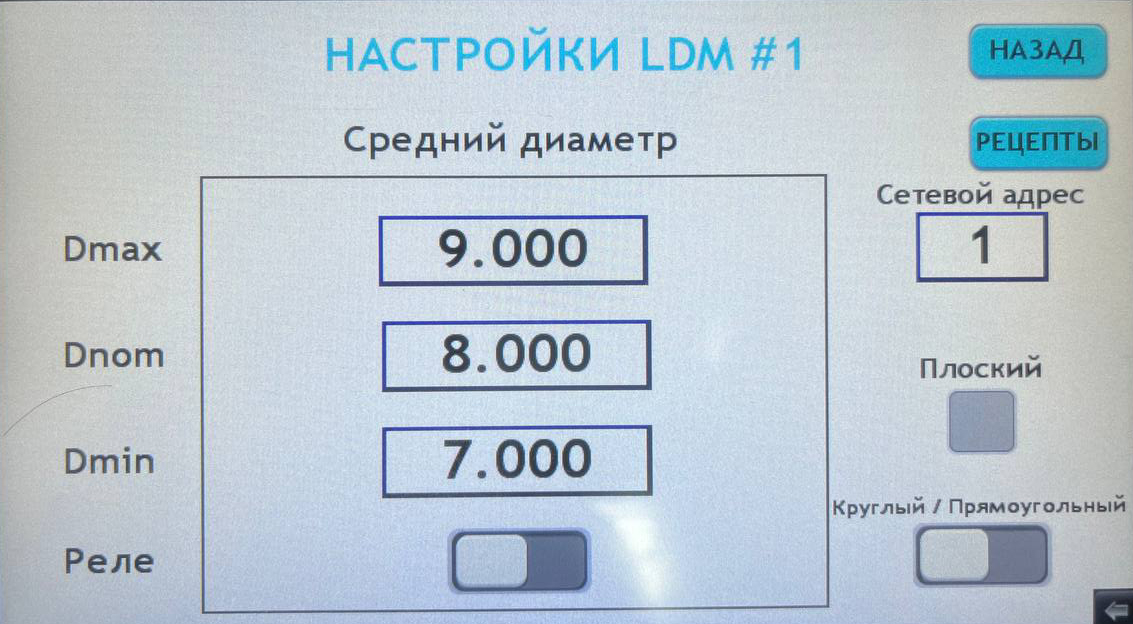 НАСТРОЙКИ LDM #1
НАЗАД
Средний диаметр
РЕЦЕПТЫ
Сетевой адрес
Dmax
9.000
1
Dnom
8.000
Плоский
Dmin
7.000
Круглый / Прямоугольный
Реле